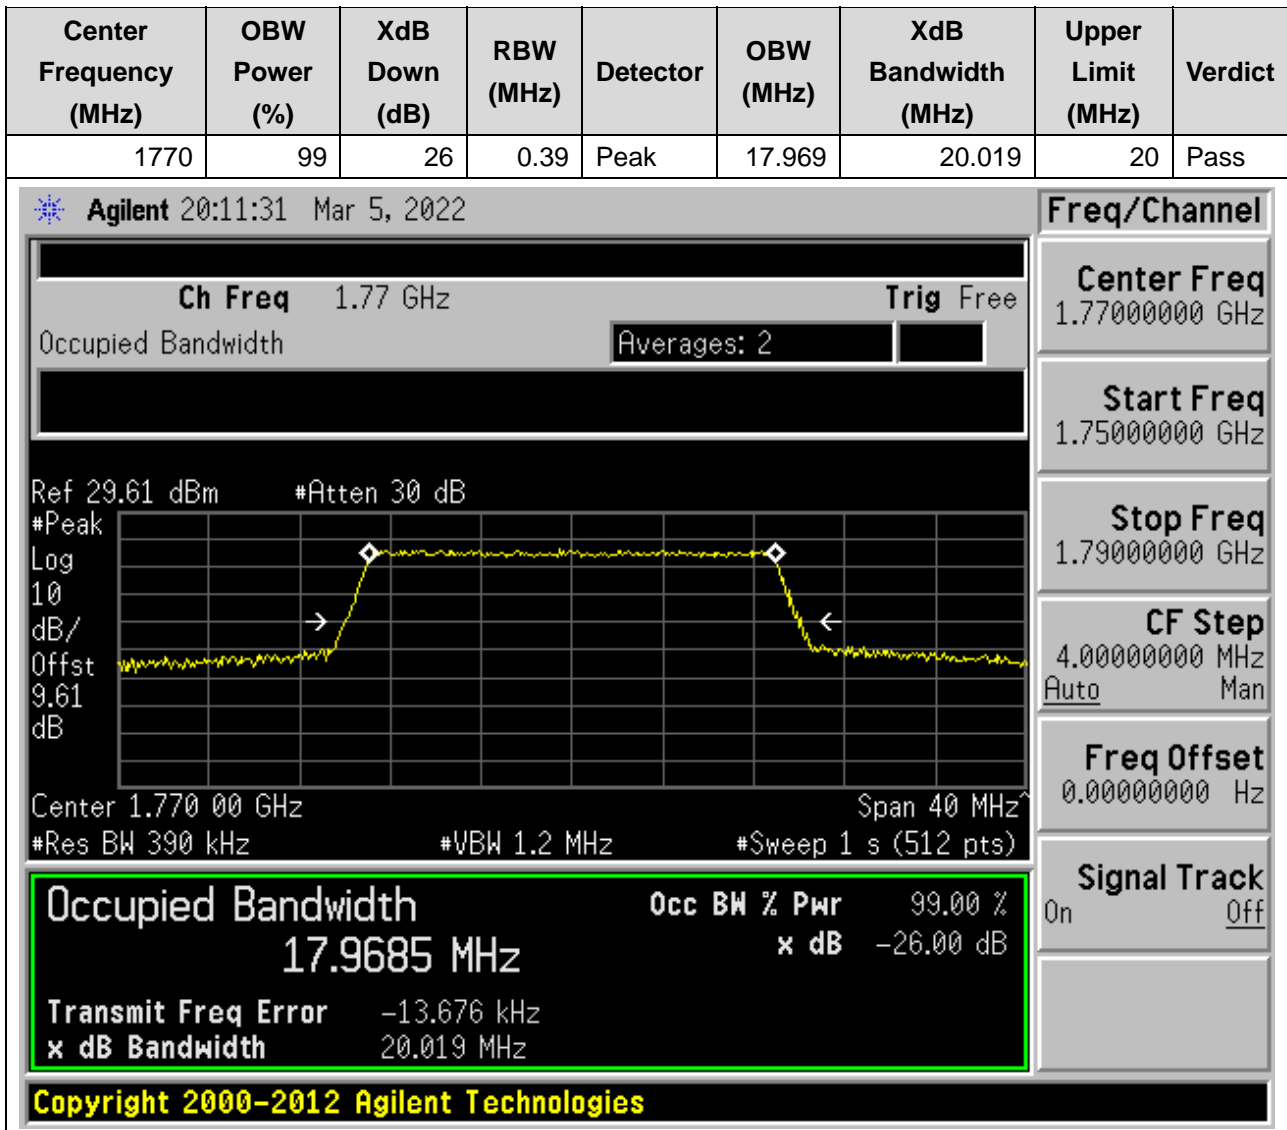 Center Frequency (MHz) OBW Power (%) XdB Down (dB) RBW (MHz) Detector OBW (MHz) XdB Bandwidth (MHz) Upper Limit (MHz) Verdict
1770 99 26 0.39 Peak 17.969 20.019 20 Pass
Agilent 20:11:31 Mar 5, 2022
Freq/Channel
Ch Freq 1.77 GHz Trig Free
Occupied Bandwidth Averages: 2
Center Freq
1.77000000 GHz
Start Freq
1.75000000 GHz
Stop Freq
1.79000000 GHz
CF Step
4.00000000 MHz
Auto Man
Freq Offset
0.00000000 Hz
Signal Track
On Off
Ref 29.61 dBm #Atten 30 dB
#Peak
Log
10
dB/
Offst
9.61
dB
Center 1.770 00 GHz Span 40 MHz^
#Res BW 390 kHz #VBW 1.2 MHz #Sweep 1 s (512 pts)
Occupied Bandwidth
17.9685 MHz
Occ BW % Pwr 99.00 %
x dB -26.00 dB
Transmit Freq Error -13.676 kHz
x dB Bandwidth 20.019 MHz
Copyright 2000-2012 Agilent Technologies